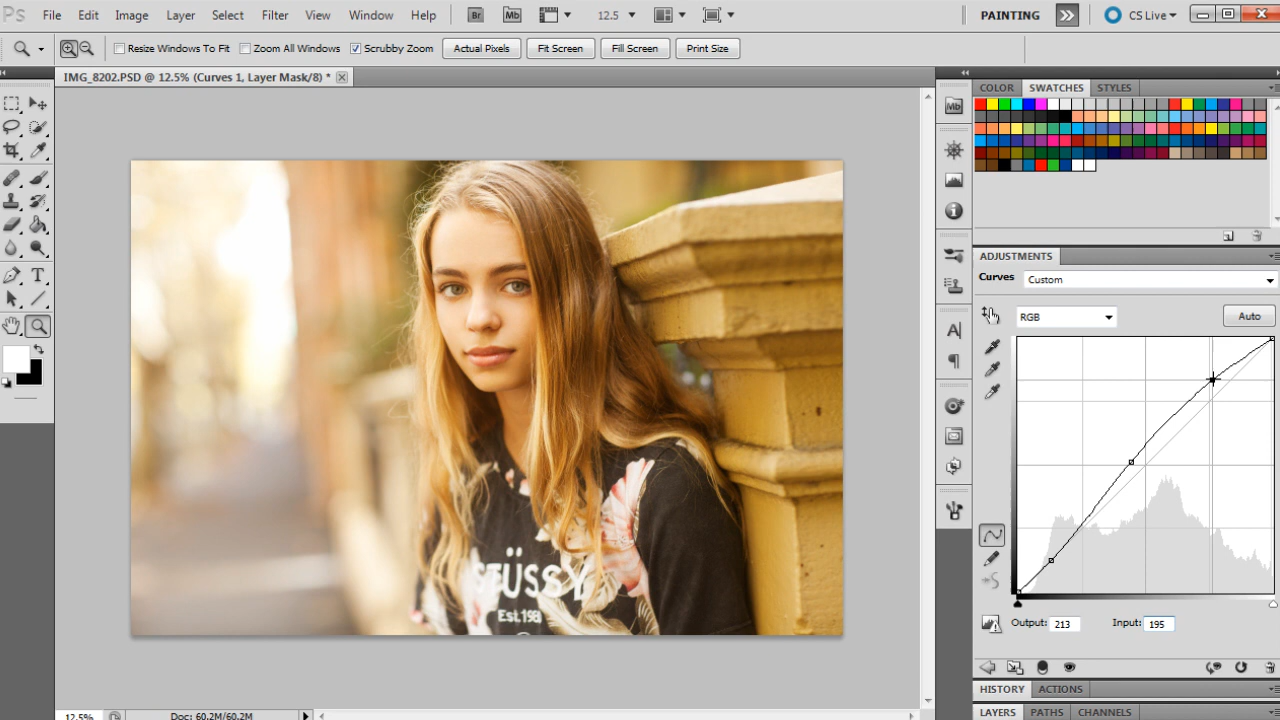 Ps File Edit Image Layer Select Filter View Window Help Br Mb 12.5 PAINTING CS Live
Resize Windows To Fit Zoom All Windows Scrubby Zoom Actual Pixels Fit Screen Fill Screen Print Size
IMG_8202.PSD @ 12.5% (Curves 1, Layer Mask/8) *
COLOR SWATCHES STYLES
Mb
ADJUSTMENTS
Curves Custom
RGB Auto
STÜSSY
Est.198
Output: 213 Input: 195
HISTORY ACTIONS
LAYERS PATHS CHANNELS
12.5% Doc: 60.2M/60.2M